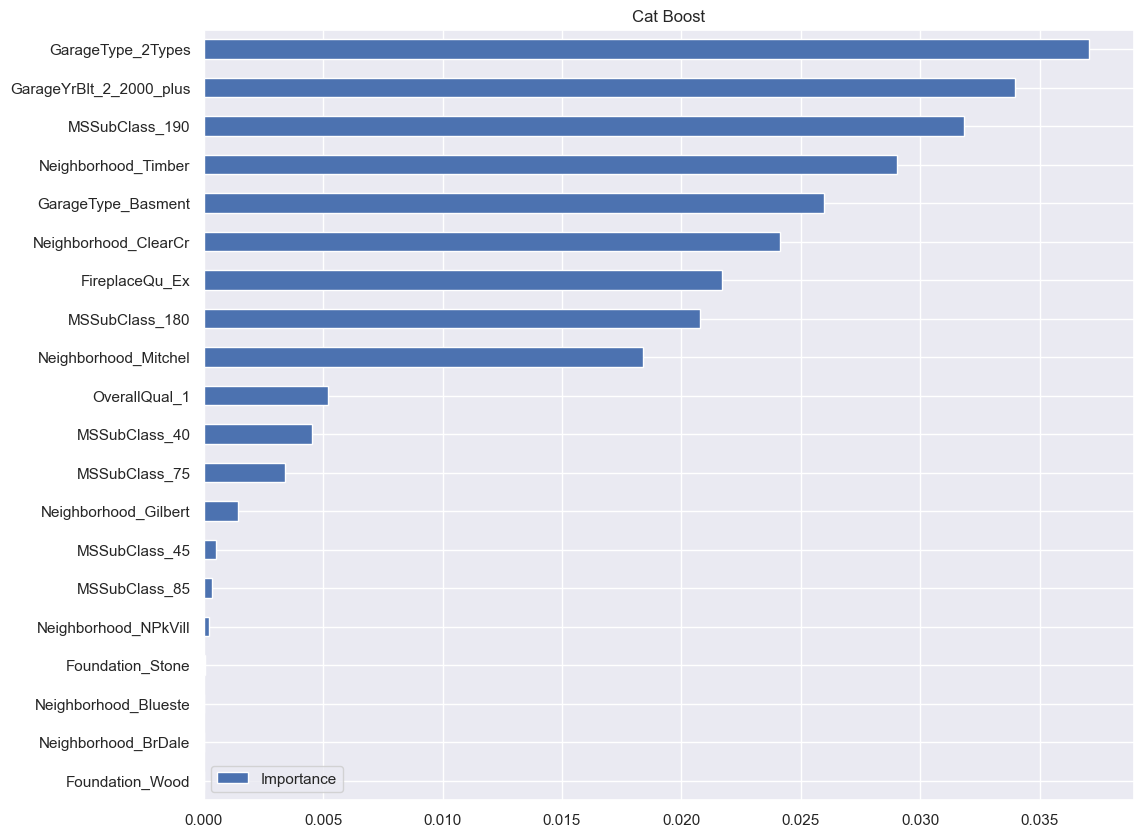 Cat Boost
GarageType_2Types
GarageYrBlt_2_2000_plus
MSSubClass_190
Neighborhood_Timber
GarageType_Basment
Neighborhood_ClearCr
FireplaceQu_Ex
MSSubClass_180
Neighborhood_Mitchel
OverallQual_1
MSSubClass_40
MSSubClass_75
Neighborhood_Gilbert
MSSubClass_45
MSSubClass_85
Neighborhood_NPkVill
Foundation_Stone
Neighborhood_Blueste
Neighborhood_BrDale
Foundation_Wood
Importance
0.000 0.005 0.010 0.015 0.020 0.025 0.030 0.035